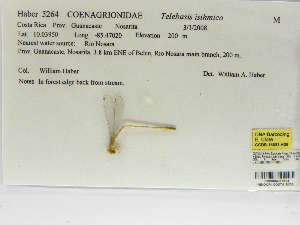 Haber 5264 COENAGRIONIDAE Telebasis isthmica M
Costa Rica Prov. Guanacaste Nosarita 3/1/2008
Lat. 10.03950 Long -85.47020 Elevation 200 m
Nearest water source: Rio Nosara
Prov. Guanacaste, Nosarita, 3.8 km ENE of Belen, Rio Nosara main branch, 200 m.
Col. William Haber Det. William A. Haber
Notes: In forest edge back from stream.
DNA Barcoding
E. Ulate